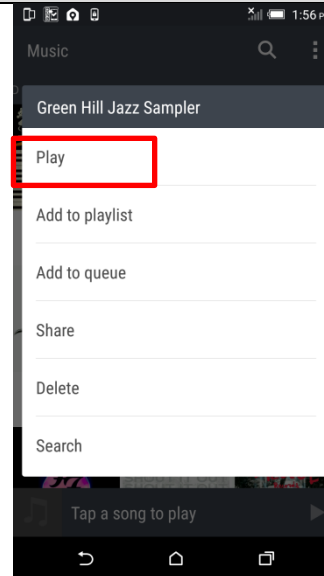 1:56 P
Music
Green Hill Jazz Sampler
Play
Add to playlist
Add to queue
Share
Delete
Search
Tap a song to play